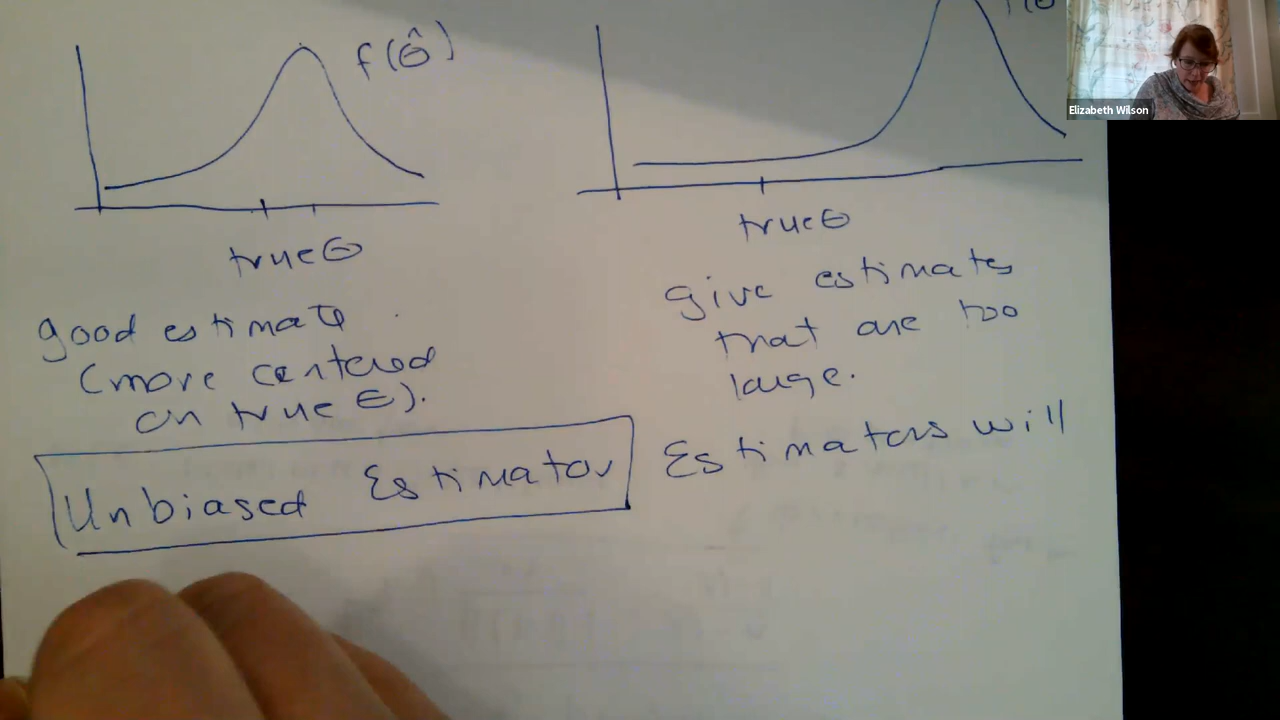 f(θ̂)
true θ
good estimate
(more centered
on true θ).
true θ
give estimates
that are too
large.
Unbiased Estimator
Estimators will
Elizabeth Wilson